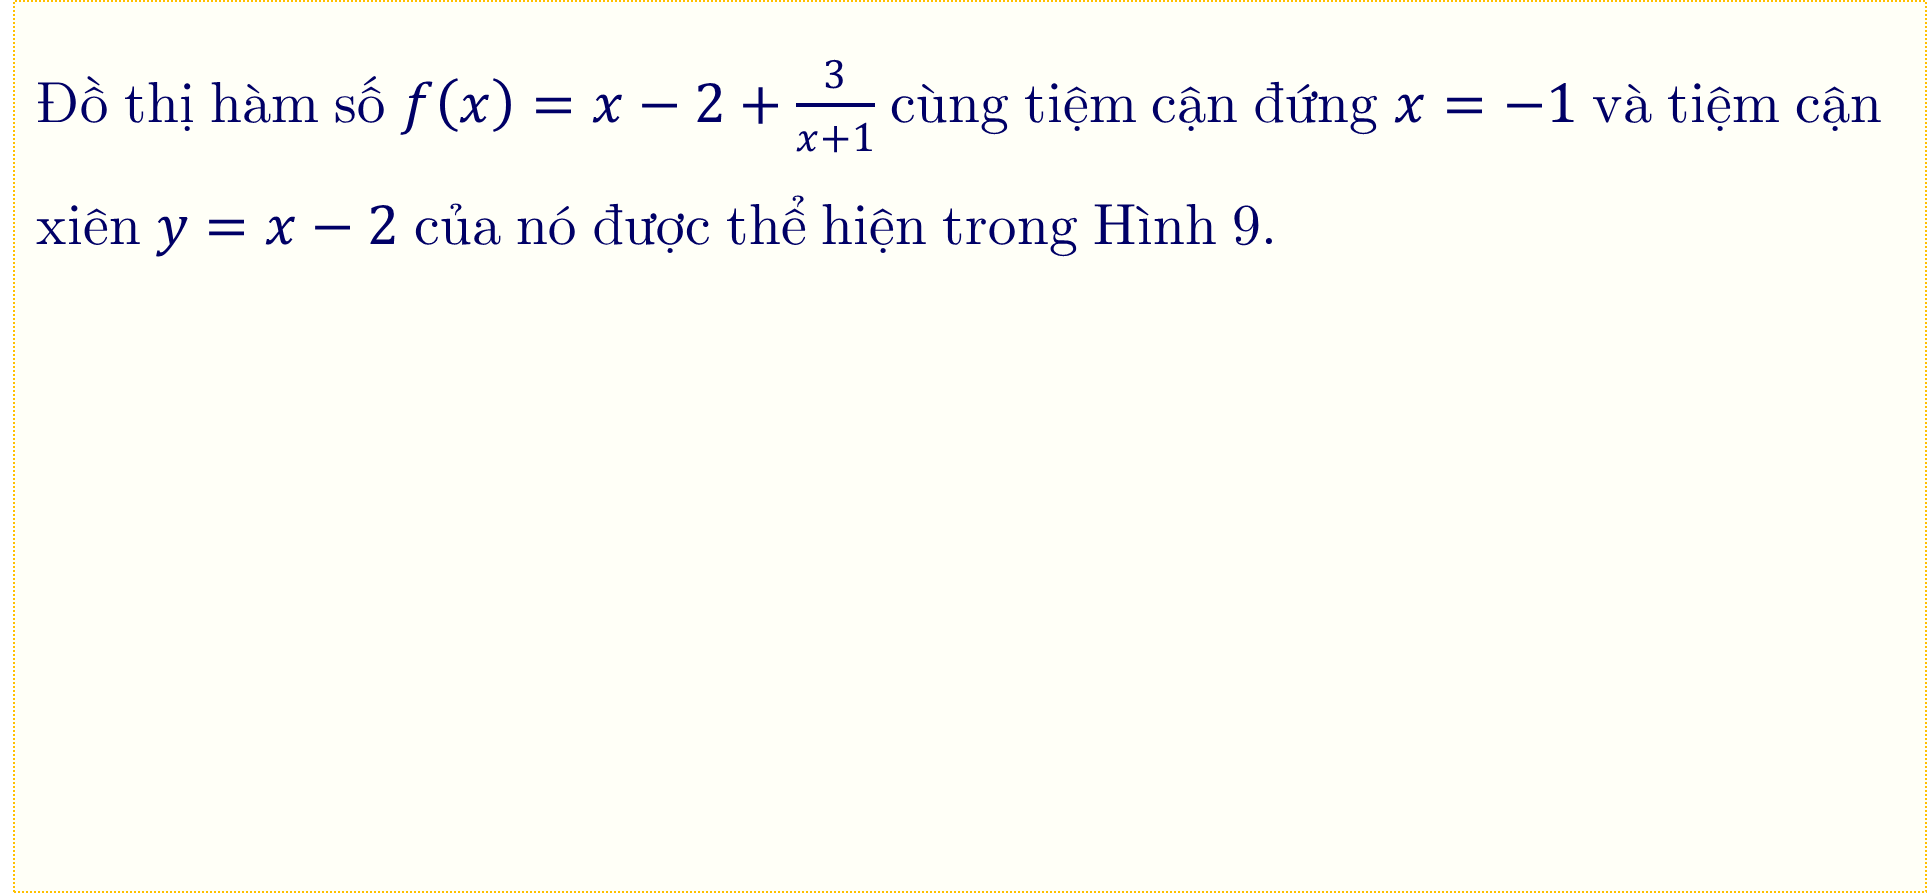 Đồ thị hàm số f(x) = x − 2 + 3/(x+1) cùng tiệm cận đứng x = −1 và tiệm cận
xiên y = x − 2 của nó được thể hiện trong Hình 9.